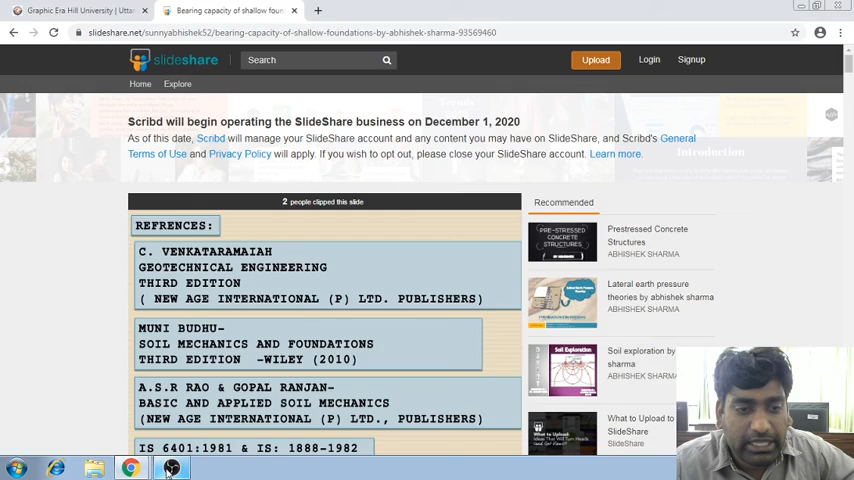 Graphic Era Hill University | Uttar
Bearing capacity of shallow foun
slideshare.net/sunnyabhishek52/bearing-capacity-of-shallow-foundations-by-abhishek-sharma-93569460
slideshare
Search
Upload
Login
Signup
Home
Explore
Scribd will begin operating the SlideShare business on December 1, 2020
As of this date, Scribd will manage your SlideShare account and any content you may have on SlideShare, and Scribd's General
Terms of Use and Privacy Policy will apply. If you wish to opt out, please close your SlideShare account. Learn more.
2 people clipped this slide
REFRENCES:
C. VENKATARAMAIAH
GEOTECHNICAL ENGINEERING
THIRD EDITION
( NEW AGE INTERNATIONAL (P) LTD. PUBLISHERS)
MUNI BUDHU-
SOIL MECHANICS AND FOUNDATIONS
THIRD EDITION -WILEY (2010)
A.S.R RAO & GOPAL RANJAN-
BASIC AND APPLIED SOIL MECHANICS
(NEW AGE INTERNATIONAL (P) LTD., PUBLISHERS)
IS 6401:1981 & IS: 1888-1982
Recommended
PRE-STRESSED
CONCRETE
STRUCTURES
Prestressed Concrete
Structures
ABHISHEK SHARMA
Lateral earth pressure
theories by abhishek sharma
ABHISHEK SHARMA
Soil Exploration
Soil exploration by
sharma
ABHISHEK SHARMA
What to Upload to
SlideShare
SlideShare